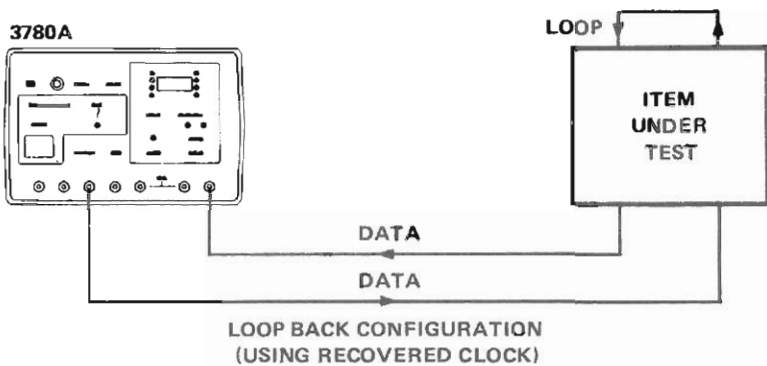 3780A
LOOP
ITEM
UNDER
TEST
DATA
DATA
LOOP BACK CONFIGURATION
(USING RECOVERED CLOCK)